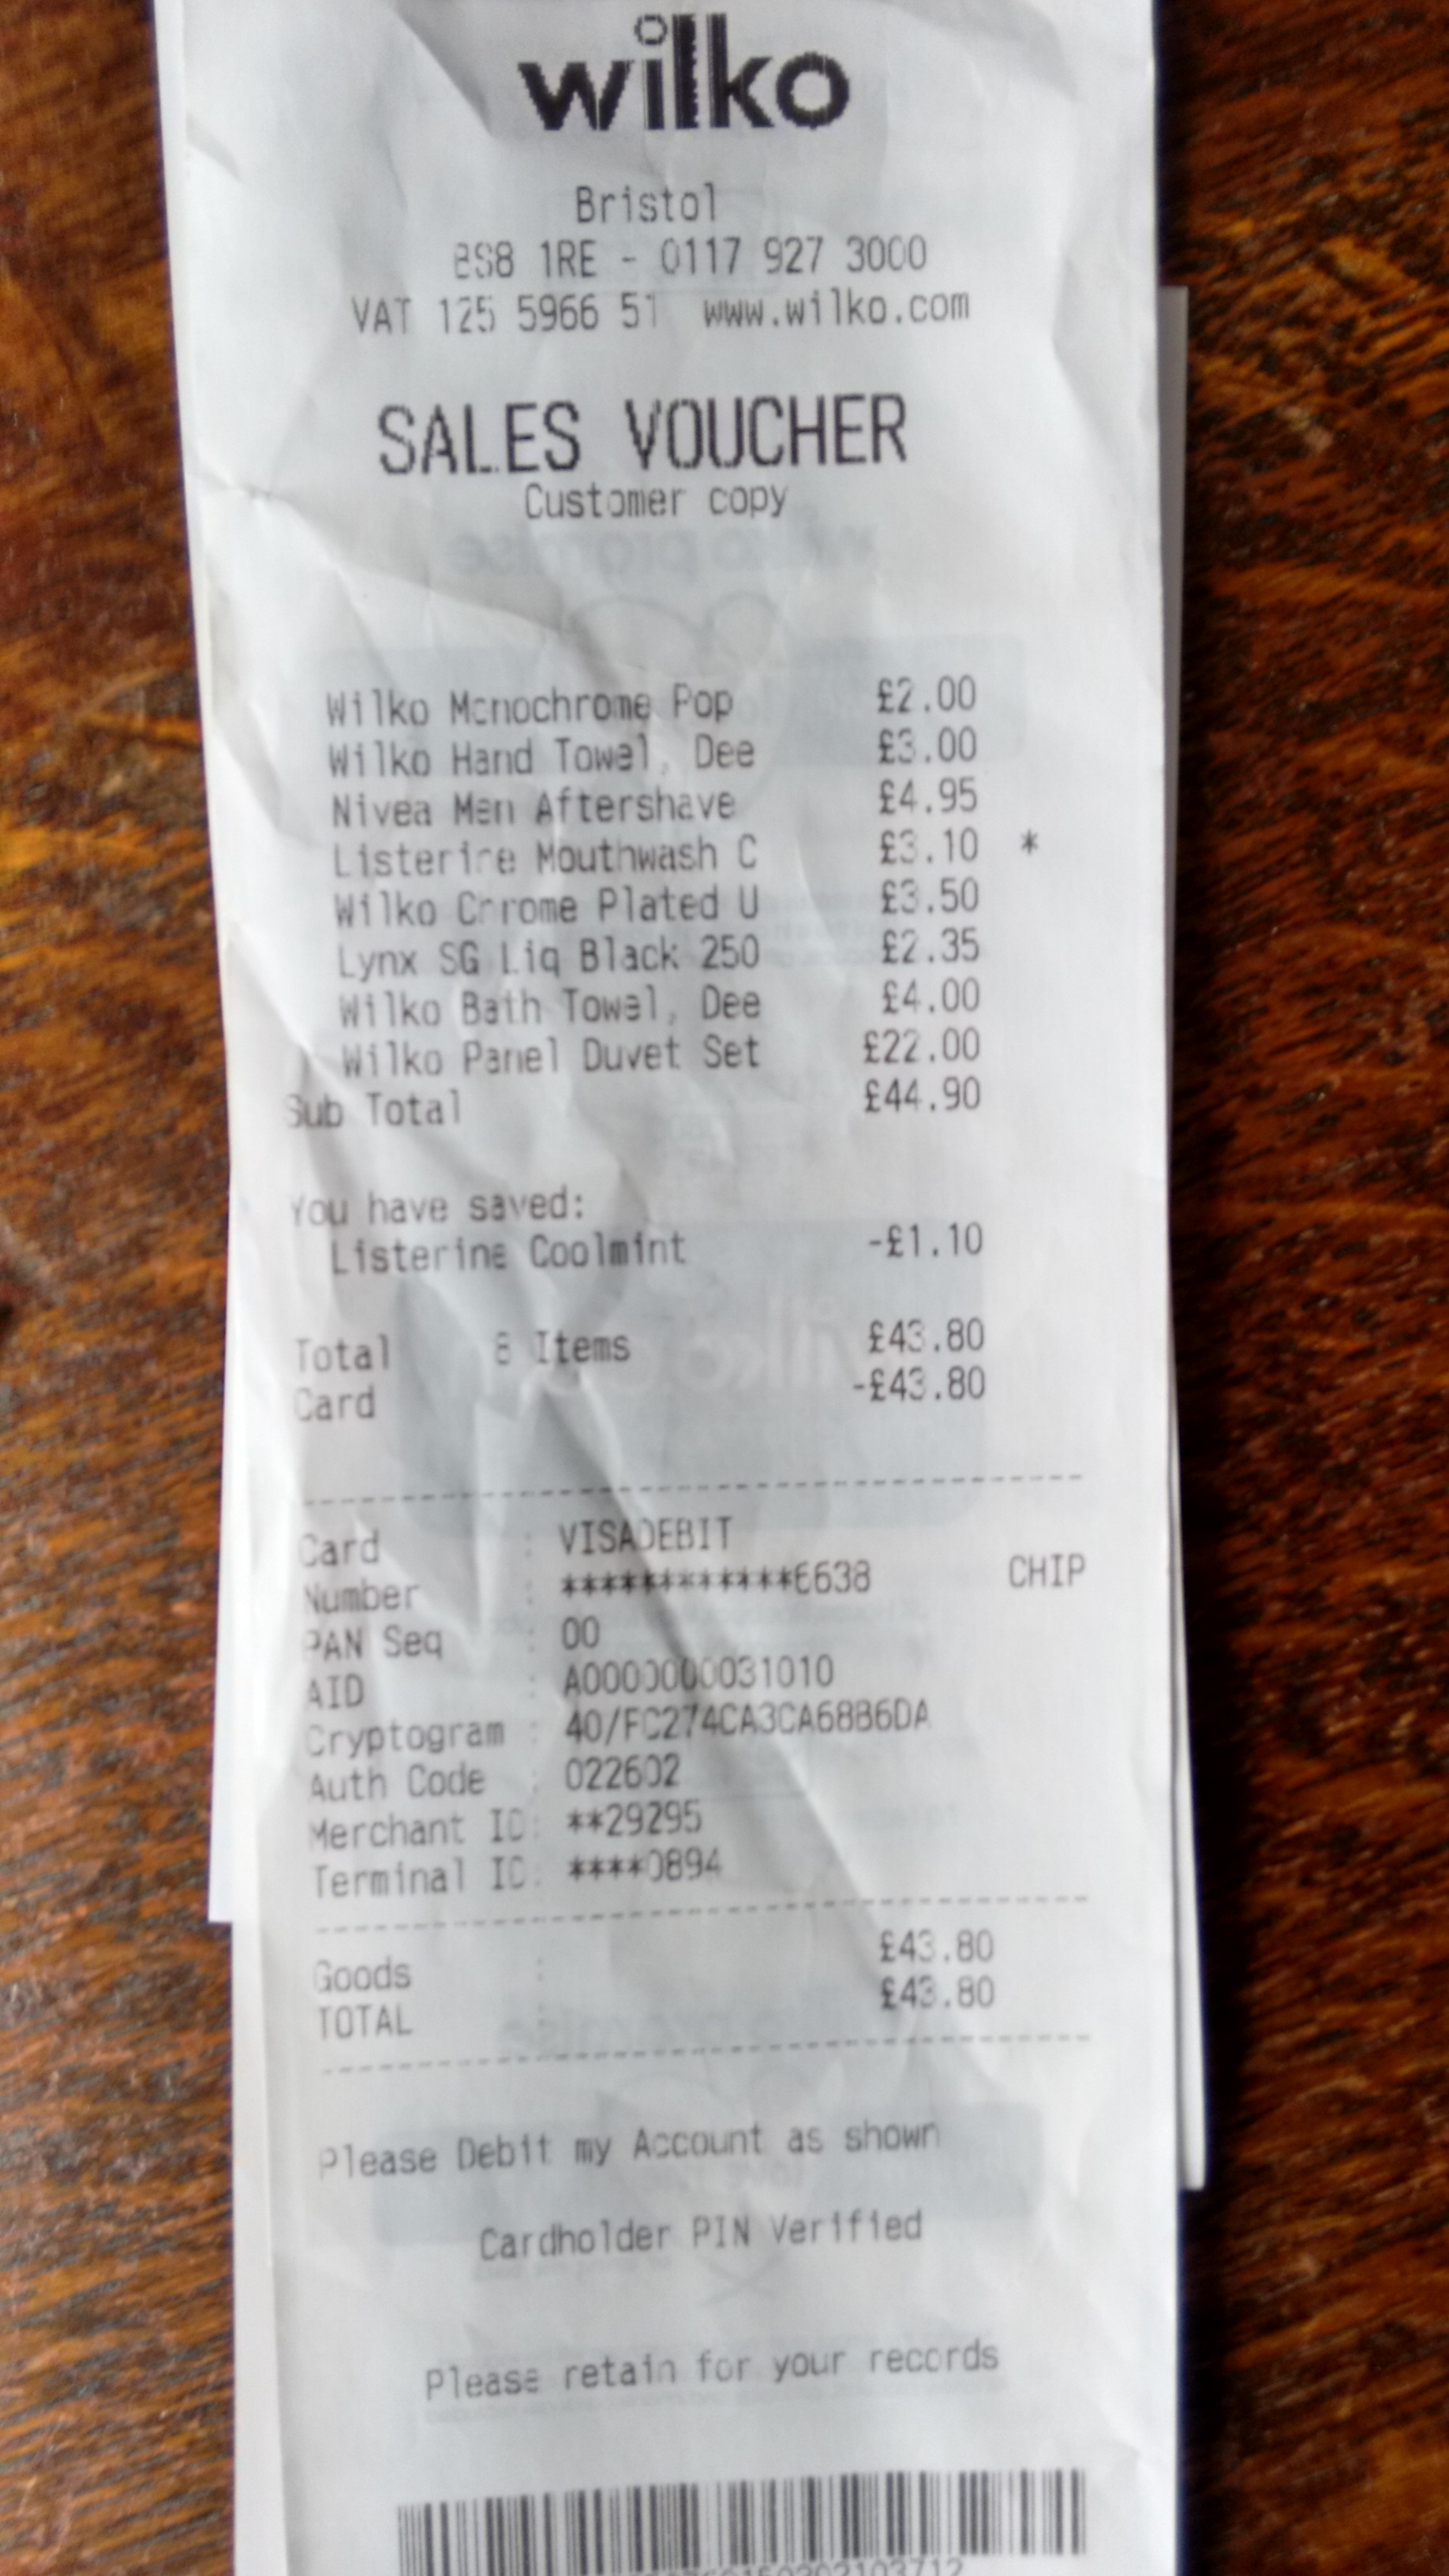 wilko
Bristol
BS8 1RE - 0117 927 3000
VAT 125 5966 51 www.wilko.com
SALES VOUCHER
Customer copy
Wilko Monochrome Pop £2.00
Wilko Hand Towel, Dee £3.00
Nivea Men Aftershave £4.95
Listerine Mouthwash C £3.10 *
Wilko Chrome Plated U £3.50
Lynx SG Liq Black 250 £2.35
Wilko Bath Towel, Dee £4.00
Wilko Panel Duvet Set £22.00
Sub Total £44.90
You have saved:
Listerine Coolmint -£1.10
Total 8 Items £43.80
Card -£43.80
Card : VISADEBIT
Number : ************6638 CHIP
PAN Seq : 00
AID : A0000000031010
Cryptogram : 40/FC274CA3CA68B6DA
Auth Code : 022602
Merchant ID: **29295
Terminal ID: ****0894
Goods : £43.80
TOTAL : £43.80
Please Debit my Account as shown
Cardholder PIN Verified
Please retain for your records